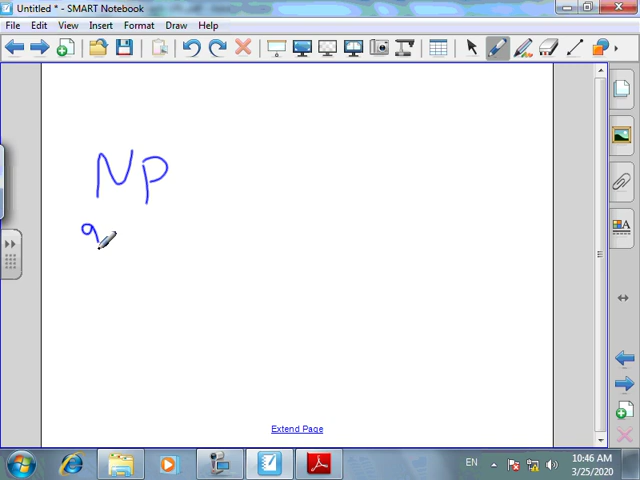 Untitled * - SMART Notebook
File Edit View Insert Format Draw Help
NP
9
Extend Page
EN
10:46 AM
3/25/2020